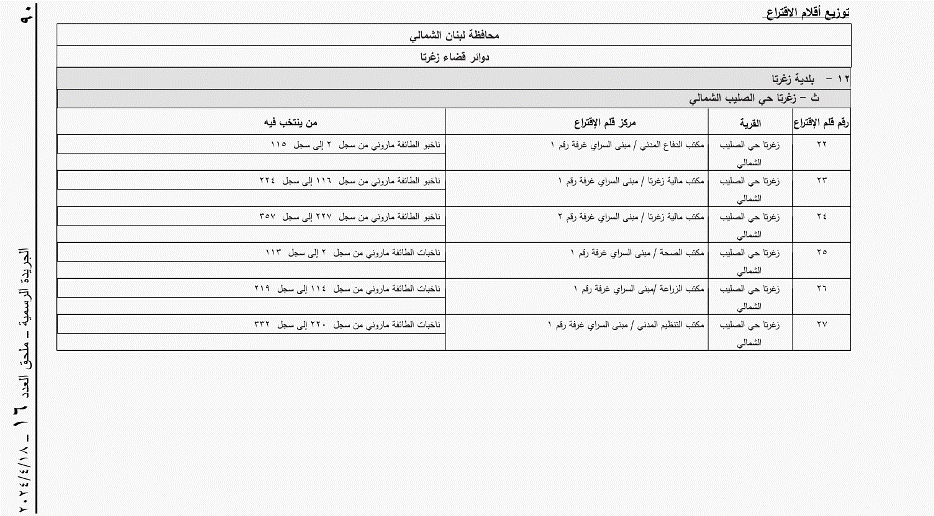 توزيع أقلام الاقتراع
محافظة لبنان الشمالي
دوائر قضاء زغرتا
١٢ - بلدية زغرتا
ث - زغرتا حي الصليب الشمالي
رقم قلم الإقتراع القرية مركز قلم الإقتراع من ينتخب فيه
٢٢ زغرتا حي الصليب الشمالي مكتب الدفاع المدني / مبنى السراي غرفة رقم ١ ناخبو الطائفة ماروني من سجل ٢ إلى سجل ١١٥
٢٣ زغرتا حي الصليب الشمالي مكتب مالية زغرتا / مبنى السراي غرفة رقم ١ ناخبو الطائفة ماروني من سجل ١١٦ إلى سجل ٢٢٤
٢٤ زغرتا حي الصليب الشمالي مكتب مالية زغرتا / مبنى السراي غرفة رقم ٢ ناخبو الطائفة ماروني من سجل ٢٢٧ إلى سجل ٣٥٧
٢٥ زغرتا حي الصليب الشمالي مكتب الصحة / مبنى السراي غرفة رقم ١ ناخبات الطائفة ماروني من سجل ٢ إلى سجل ١١٣
٢٦ زغرتا حي الصليب الشمالي مكتب الزراعة /مبنى السراي غرفة رقم ١ ناخبات الطائفة ماروني من سجل ١١٤ إلى سجل ٢١٩
٢٧ زغرتا حي الصليب الشمالي مكتب التنظيم المدني / مبنى السراي غرفة رقم ١ ناخبات الطائفة ماروني من سجل ٢٢٠ إلى سجل ٣٣٢
٩٠
الجريدة الرسمية ـ ملحق العدد ١٦ ـ ٢٠٢٤/٤/١٨